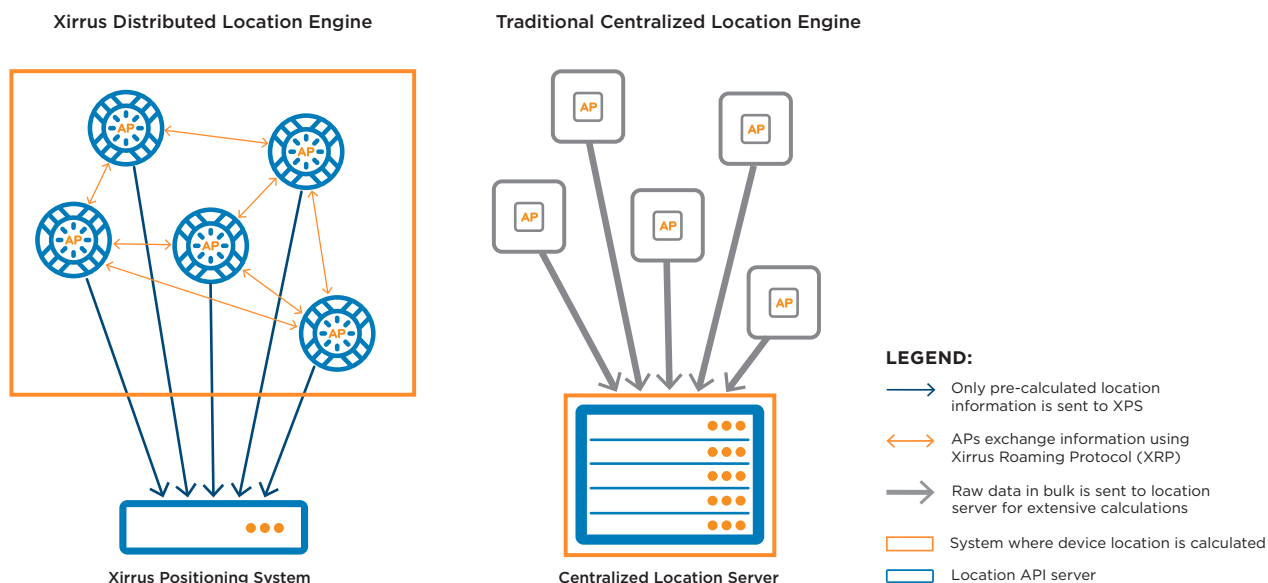 Xirrus Distributed Location Engine
Traditional Centralized Location Engine
AP
AP
AP
AP
AP
AP
AP
AP
AP
AP
LEGEND:
Only pre-calculated location
information is sent to XPS
APs exchange information using
Xirrus Roaming Protocol (XRP)
Raw data in bulk is sent to location
server for extensive calculations
System where device location is calculated
Location API server
Xirrus Positioning System
Centralized Location Server